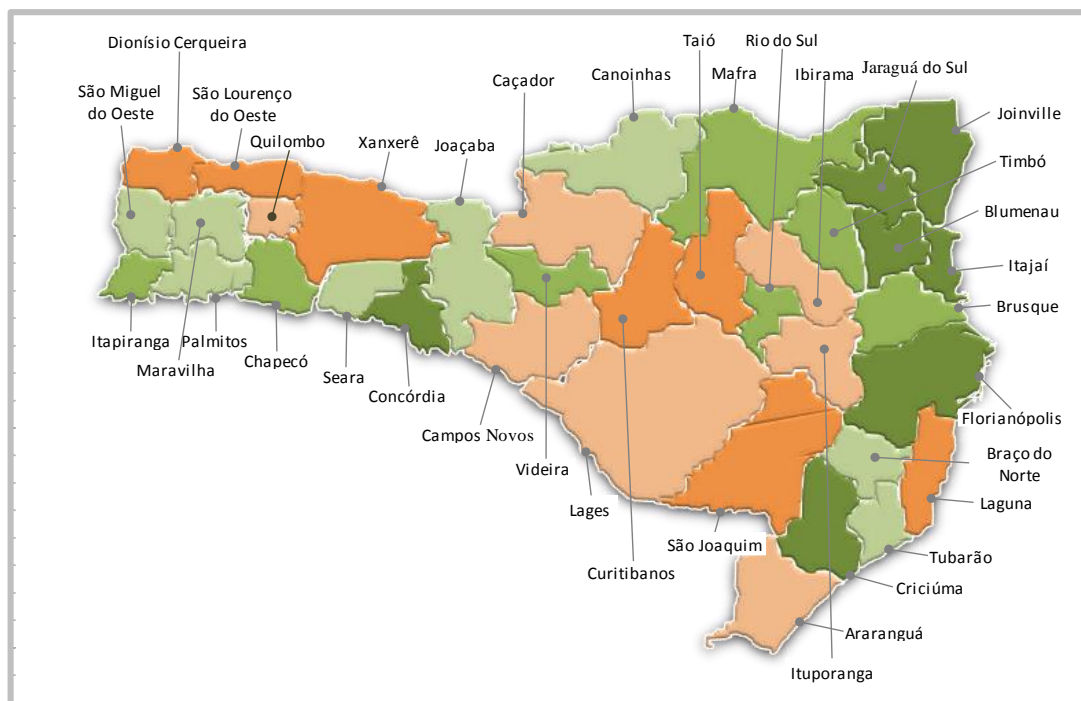 Dionísio Cerqueira
Taió
Rio do Sul
Canoinhas
Mafra
Ibirama
Jaraguá do Sul
Caçador
São Miguel
do Oeste
São Lourenço
do Oeste
Joinville
Quilombo
Xanxerê
Joaçaba
Timbó
Blumenau
Itajaí
Brusque
Itapiranga
Palmitos
Chapecó
Maravilha
Seara
Concórdia
Florianópolis
Campos Novos
Braço do
Norte
Videira
Laguna
Lages
São Joaquim
Tubarão
Curitibanos
Criciúma
Araranguá
Ituporanga